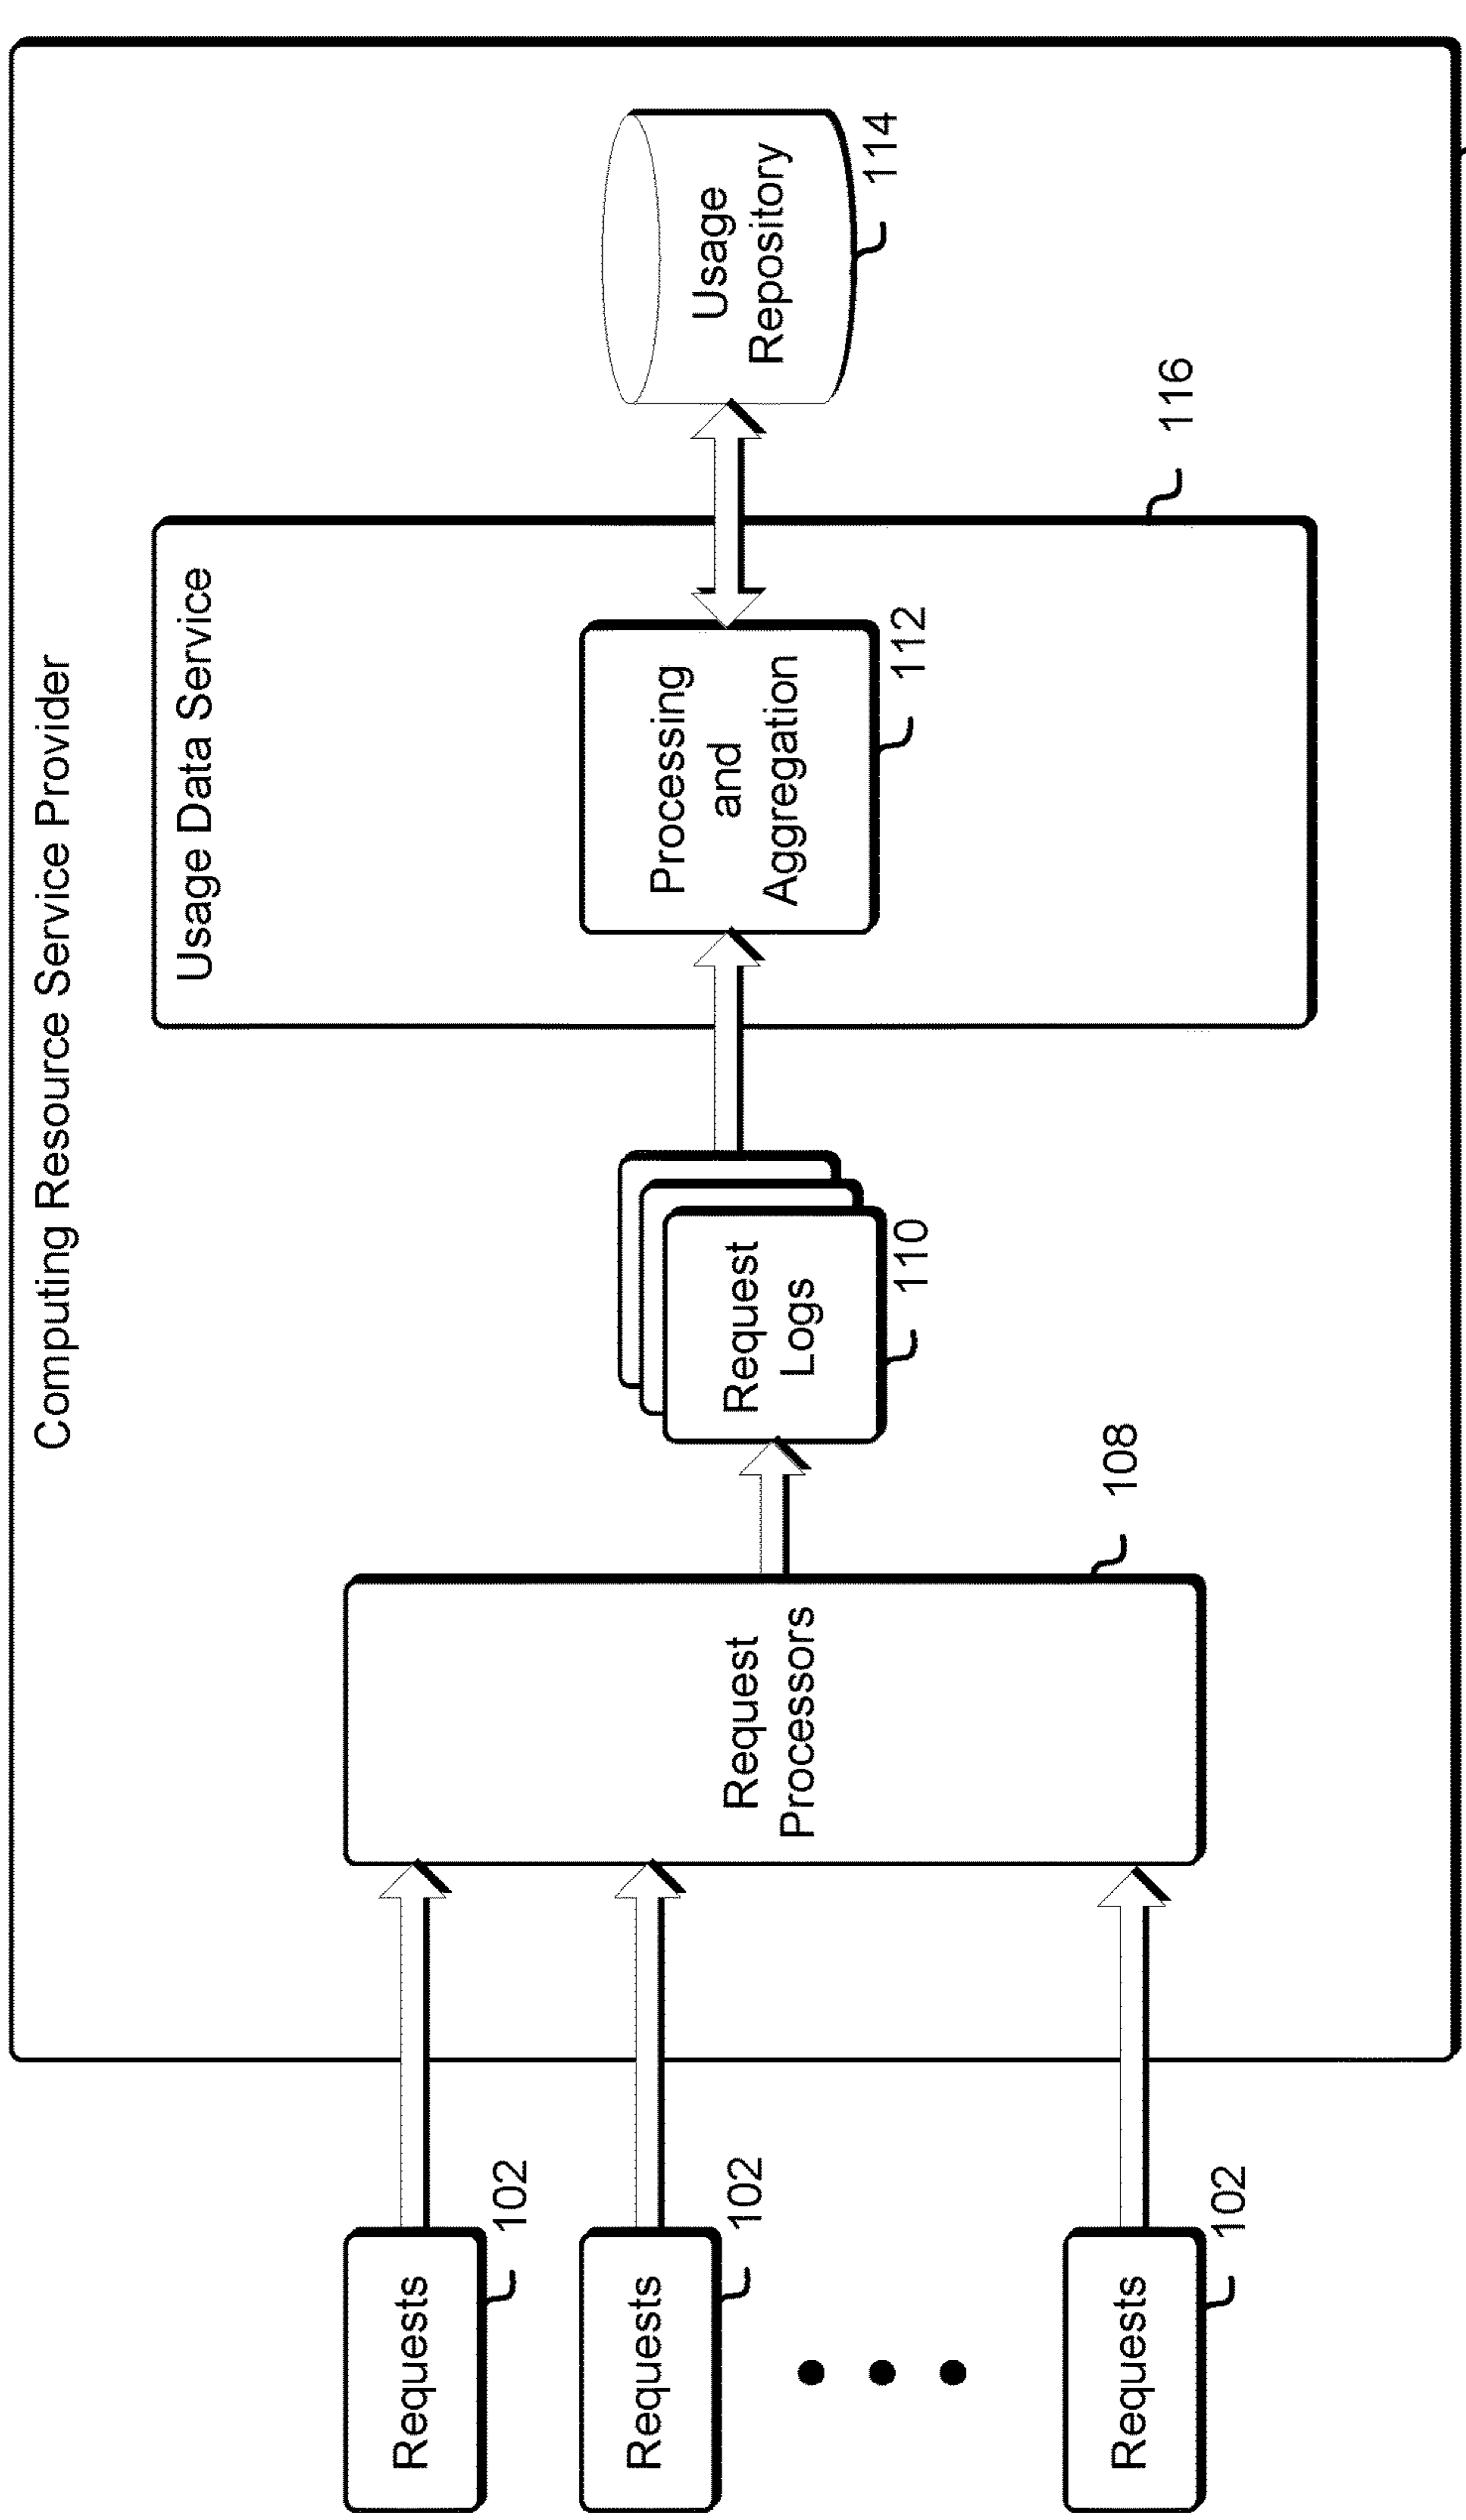 Computing Resource Service Provider
Usage Data Service
Requests
102
Requests
102
Requests
102
Request
Processors
108
Request
Logs
110
Processing
and
Aggregation
112
116
Usage
Repository
114